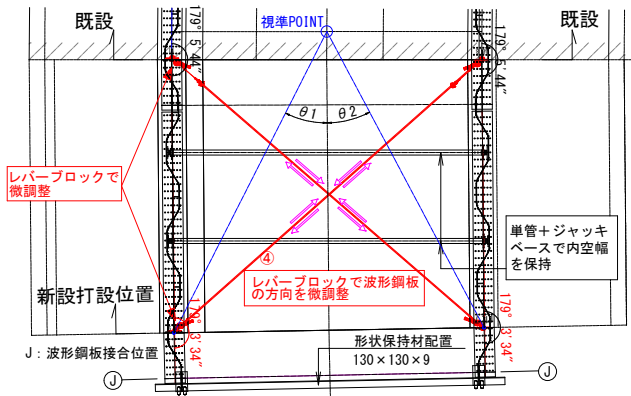 既設
視準POINT
既設
179° 5′44″
179° 5′44″
θ1
θ2
レバーブロックで
微調整
単管＋ジャッキ
ベースで内空幅
を保持
④
レバーブロックで波形鋼板
の方向を微調整
新設打設位置
179° 3′34″
179° 3′34″
J：波形鋼板接合位置
形状保持材配置
130×130×9
J
J